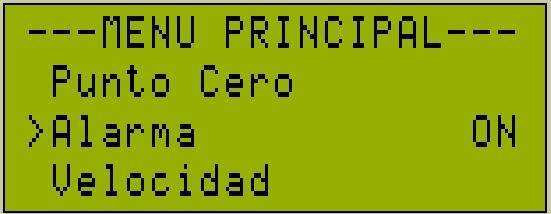 ---MENU PRINCIPAL---
Punto Cero
>Alarma ON
Velocidad